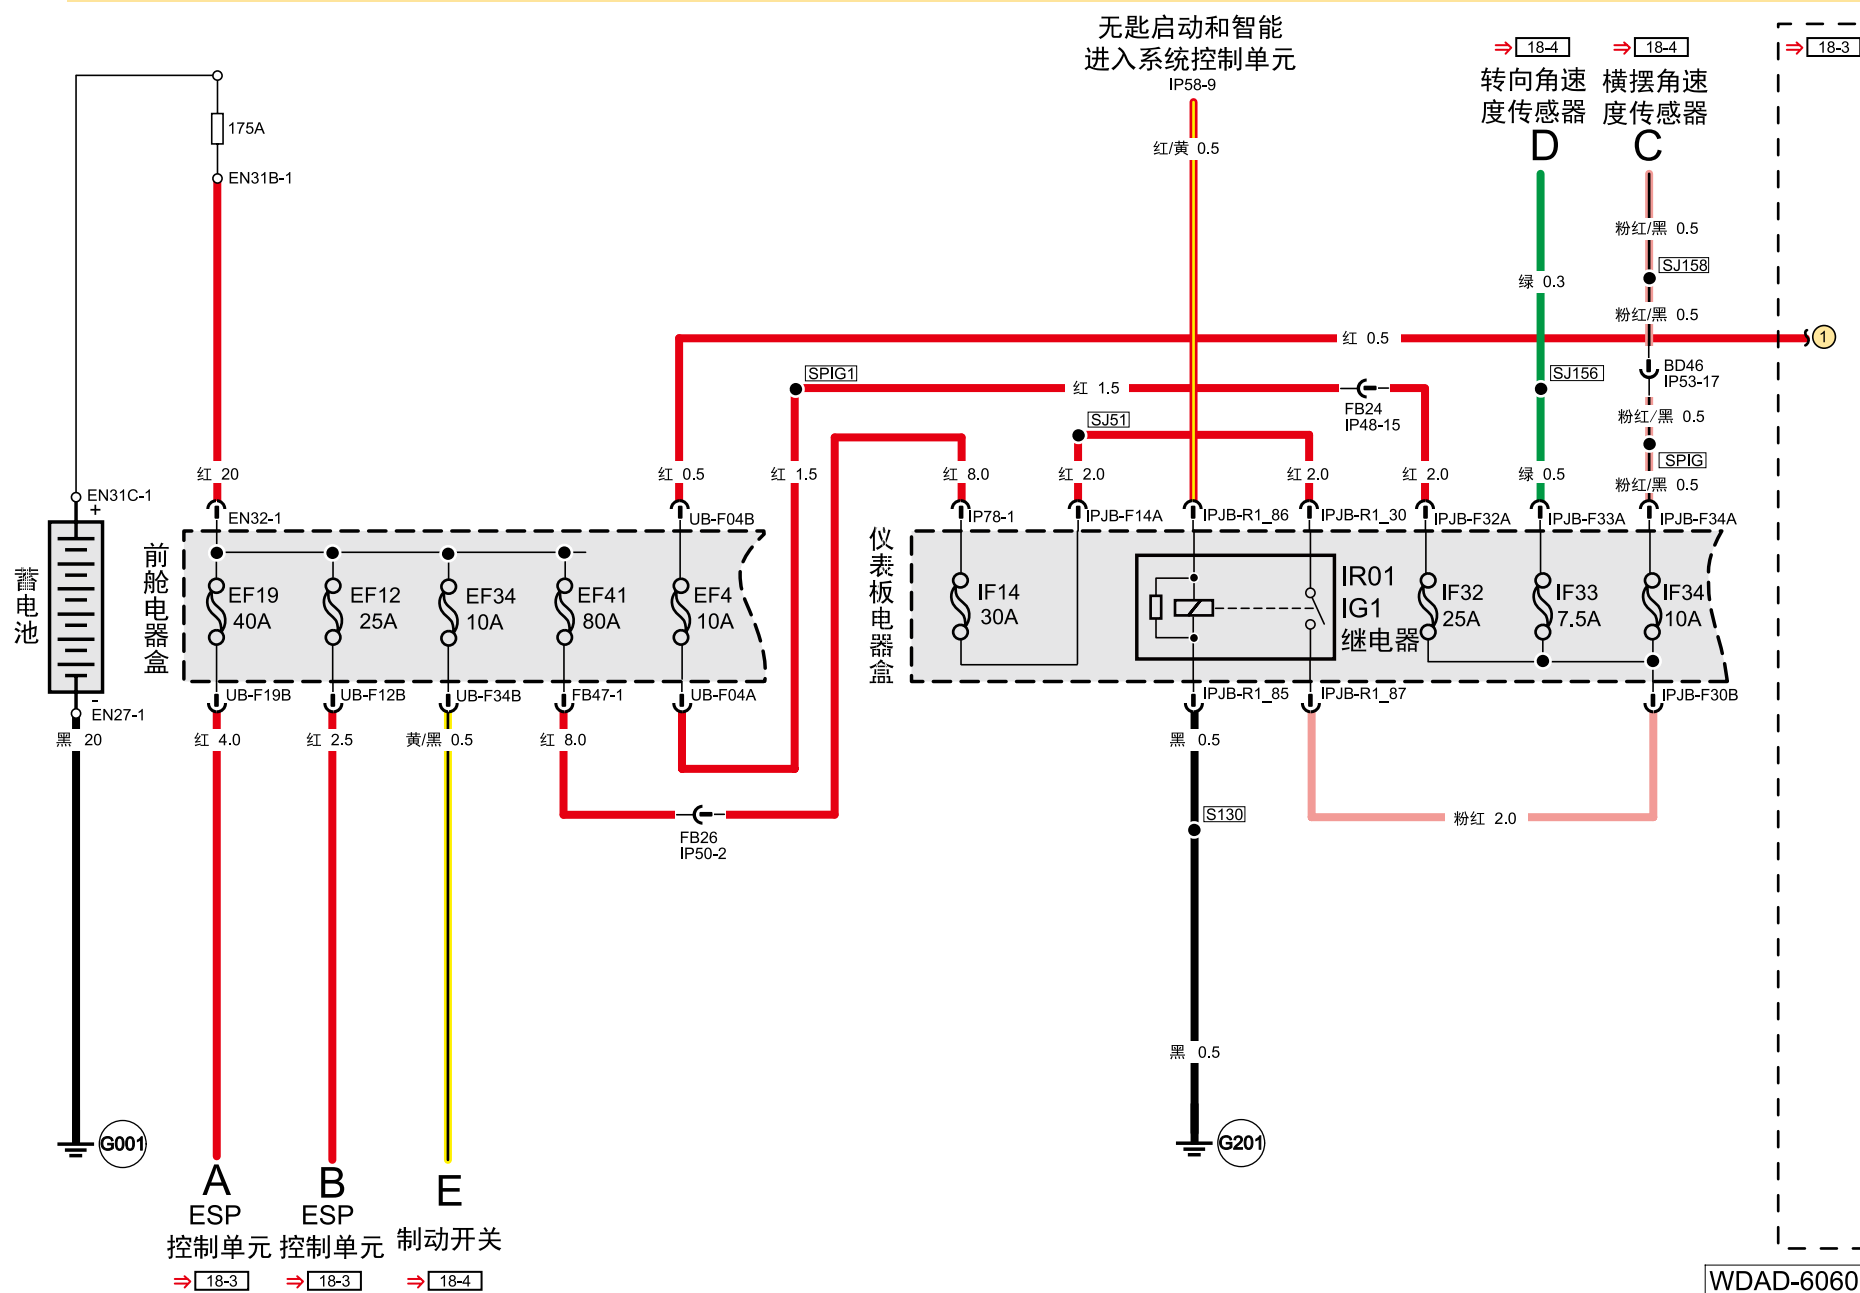 无匙启动和智能
进入系统控制单元
IP58-9
红/黄 0.5
18-4
转向角速
度传感器
D
18-4
横摆角速
度传感器
C
18-3
175A
EN31B-1
粉红/黑 0.5
SJ158
绿 0.3
粉红/黑 0.5
红 0.5
1
SPIG1
红 1.5
FB24
IP48-15
SJ156
BD46
IP53-17
SJ51
粉红/黑 0.5
SPIG
红 20
红 0.5
红 1.5
红 8.0
红 2.0
红 2.0
红 2.0
绿 0.5
粉红/黑 0.5
EN31C-1
+
EN32-1
UB-F04B
IP78-1
IPJB-F14A
IPJB-R1_86
IPJB-R1_30
IPJB-F32A
IPJB-F33A
IPJB-F34A
蓄电池
前舱电器盒
EF19
40A
EF12
25A
EF34
10A
EF41
80A
EF4
10A
仪表板电器盒
IF14
30A
IR01
IG1
继电器
IF32
25A
IF33
7.5A
IF34
10A
-
EN27-1
UB-F19B
UB-F12B
UB-F34B
FB47-1
UB-F04A
IPJB-R1_85
IPJB-R1_87
IPJB-F30B
黑 20
红 4.0
红 2.5
黄/黑 0.5
红 8.0
黑 0.5
FB26
IP50-2
S130
粉红 2.0
黑 0.5
G001
G201
A
ESP
控制单元
18-3
B
ESP
控制单元
18-3
E
制动开关
18-4
WDAD-6060